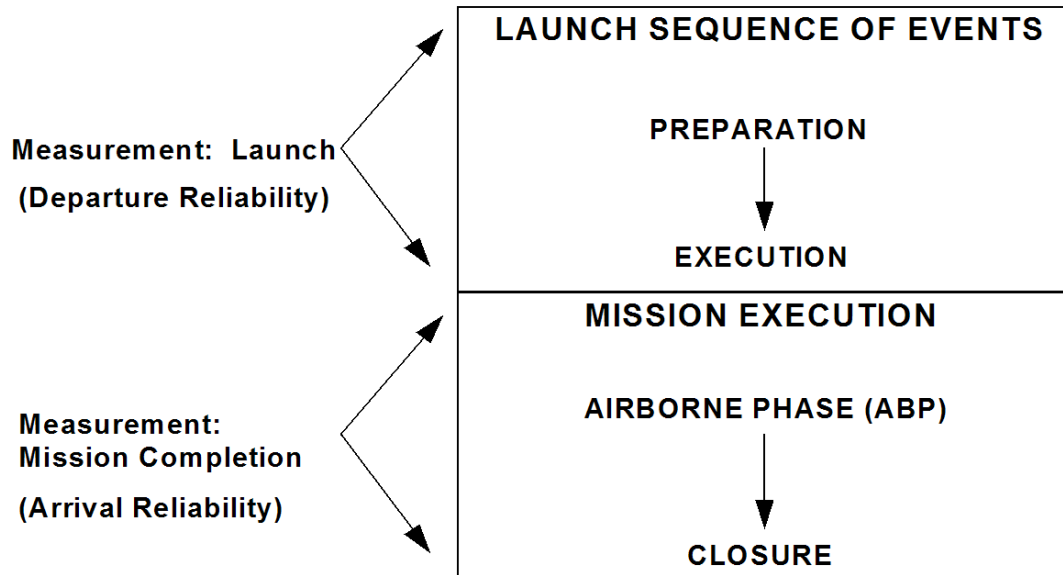 LAUNCH SEQUENCE OF EVENTS
PREPARATION
Measurement: Launch
(Departure Reliability)
EXECUTION
MISSION EXECUTION
AIRBORNE PHASE (ABP)
Measurement:
Mission Completion
(Arrival Reliability)
CLOSURE